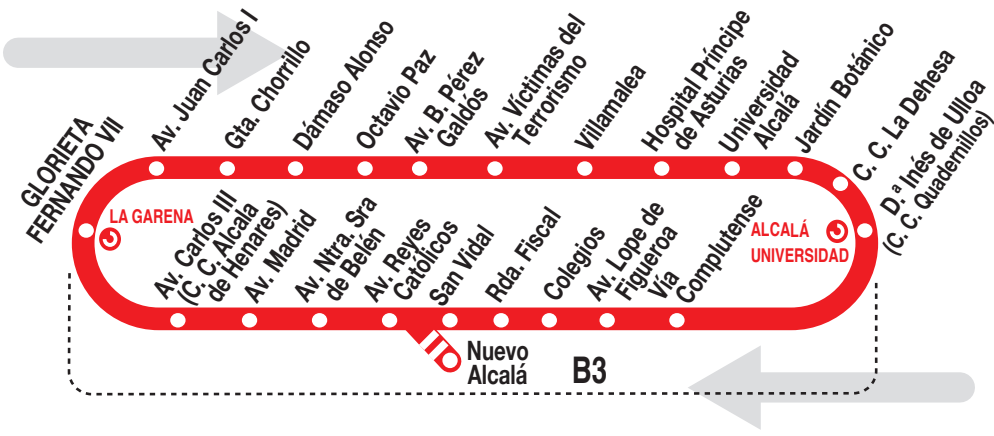 GLORIETA
FERNANDO VII
Av. Juan Carlos I
Gta. Chorrillo
Dámaso Alonso
Octavio Paz
Av. B. Pérez
Galdós
Av. Víctimas del
Terrorismo
Villamalea
Hospital Príncipe
de Asturias
Universidad
Alcalá
Jardín Botánico
C. C. La Dehesa
D.ª Inés de Ulloa
(C. C. Quadernillos)
LA GARENA
ALCALÁ
UNIVERSIDAD
Av. Carlos III
(C. C. Alcala
de Henares)
Av. Madrid
Av. Ntra. Sra
de Belén
Av. Reyes
Católicos
San Vidal
Rda. Fiscal
Colegios
Av. Lope de
Figueroa
Vía
Complutense
Nuevo
Alcalá
B3